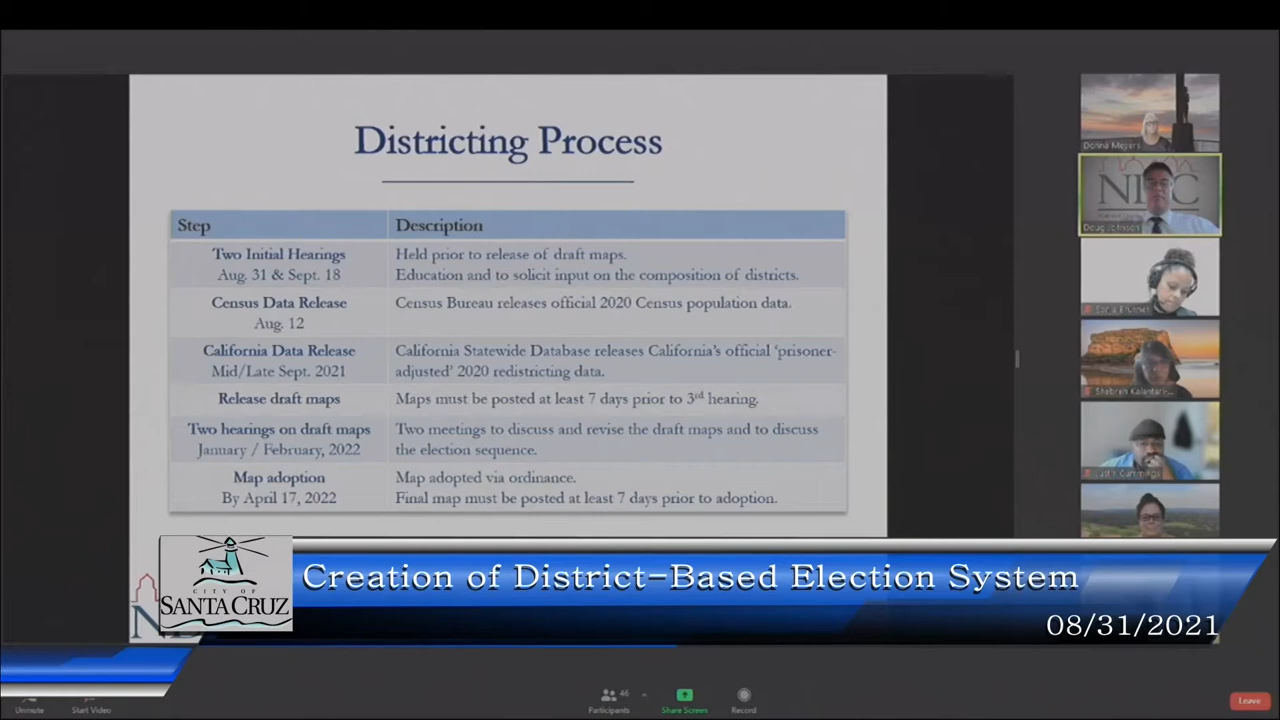 Districting Process
Step Description
Two Initial Hearings Held prior to release of draft maps.
Aug. 31 & Sept. 18 Education and to solicit input on the composition of districts.
Census Data Release Census Bureau releases official 2020 Census population data.
Aug. 12
California Data Release California Statewide Database releases California's official 'prisoner-
Mid/Late Sept. 2021 adjusted' 2020 redistricting data.
Release draft maps Maps must be posted at least 7 days prior to 3rd hearing.
Two hearings on draft maps Two meetings to discuss and revise the draft maps and to discuss
January / February, 2022 the election sequence.
Map adoption Map adopted via ordinance.
By April 17, 2022 Final map must be posted at least 7 days prior to adoption.
Donna Meyers
NDC
Doug Johnson
Shebreh Kalantari-...
Justin Cummings
CITY OF
SANTA CRUZ
Creation of District-Based Election System
08/31/2021
Unmute
Start Video
46
Participants
Share Screen
Record
Leave